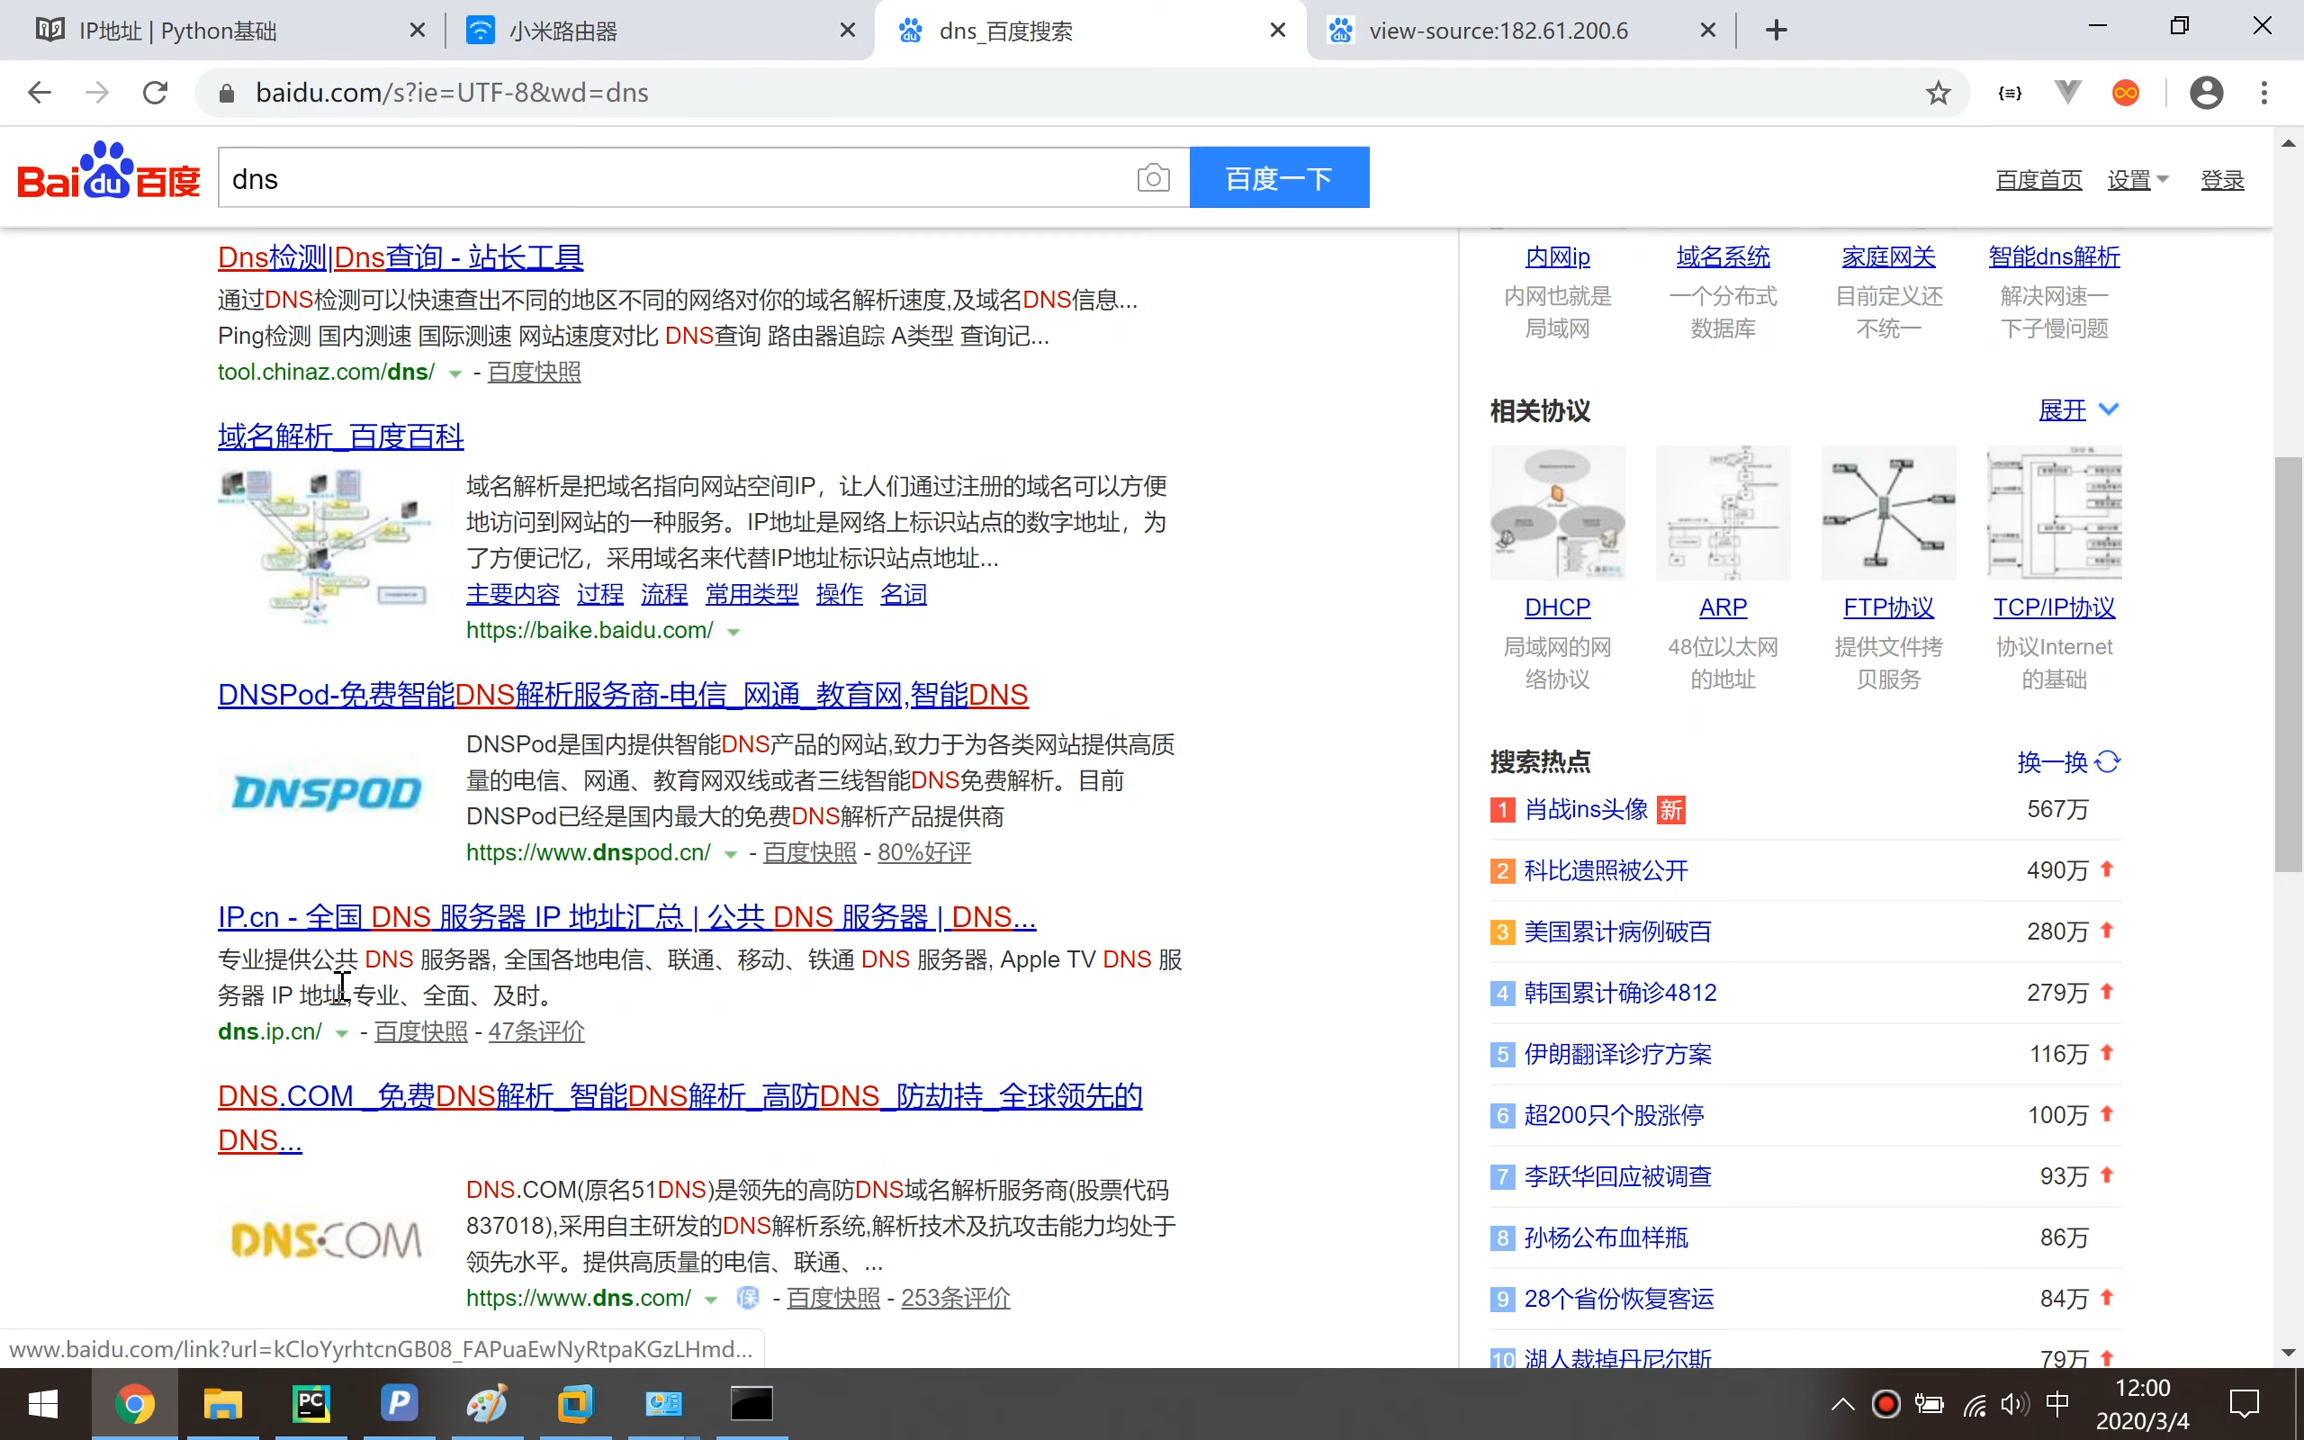 IP地址 | Python基础
小米路由器
dns_百度搜索
view-source:182.61.200.6
baidu.com/s?ie=UTF-8&wd=dns
Bai du 百度
dns
百度一下
百度首页 设置 登录
Dns检测|Dns查询 - 站长工具
通过DNS检测可以快速查出不同的地区不同的网络对你的域名解析速度,及域名DNS信息...
Ping检测 国内测速 国际测速 网站速度对比 DNS查询 路由器追踪 A类型 查询记...
tool.chinaz.com/dns/ - 百度快照
域名解析_百度百科
域名解析是把域名指向网站空间IP，让人们通过注册的域名可以方便
地访问到网站的一种服务。IP地址是网络上标识站点的数字地址，为
了方便记忆，采用域名来代替IP地址标识站点地址...
主要内容 过程 流程 常用类型 操作 名词
https://baike.baidu.com/
DNSPod-免费智能DNS解析服务商-电信_网通_教育网,智能DNS
DNSPOD
DNSPod是国内提供智能DNS产品的网站,致力于为各类网站提供高质
量的电信、网通、教育网双线或者三线智能DNS免费解析。目前
DNSPod已经是国内最大的免费DNS解析产品提供商
https://www.dnspod.cn/ - 百度快照 - 80%好评
IP.cn - 全国 DNS 服务器 IP 地址汇总 | 公共 DNS 服务器 | DNS...
专业提供公共 DNS 服务器, 全国各地电信、联通、移动、铁通 DNS 服务器, Apple TV DNS 服
务器 IP 地址,专业、全面、及时。
dns.ip.cn/ - 百度快照 - 47条评价
DNS.COM _免费DNS解析_智能DNS解析_高防DNS_防劫持_全球领先的
DNS...
DNS.COM
DNS.COM(原名51DNS)是领先的高防DNS域名解析服务商(股票代码
837018),采用自主研发的DNS解析系统,解析技术及抗攻击能力均处于
领先水平。提供高质量的电信、联通、...
https://www.dns.com/ 保 - 百度快照 - 253条评价
www.baidu.com/link?url=kCloYyrhtcnGB08_FAPuaEwNyRtpaKGzLHmd...
内网ip 域名系统 家庭网关 智能dns解析
内网也就是 一个分布式 目前定义还 解决网速一
局域网 数据库 不统一 下子慢问题
相关协议 展开
DHCP ARP FTP协议 TCP/IP协议
局域网的网 48位以太网 提供文件拷 协议Internet
络协议 的地址 贝服务 的基础
搜索热点 换一换
1 肖战ins头像 新 567万
2 科比遗照被公开 490万
3 美国累计病例破百 280万
4 韩国累计确诊4812 279万
5 伊朗翻译诊疗方案 116万
6 超200只个股涨停 100万
7 李跃华回应被调查 93万
8 孙杨公布血样瓶 86万
9 28个省份恢复客运 84万
10 湖人裁掉丹尼尔斯 79万
中
12:00
2020/3/4